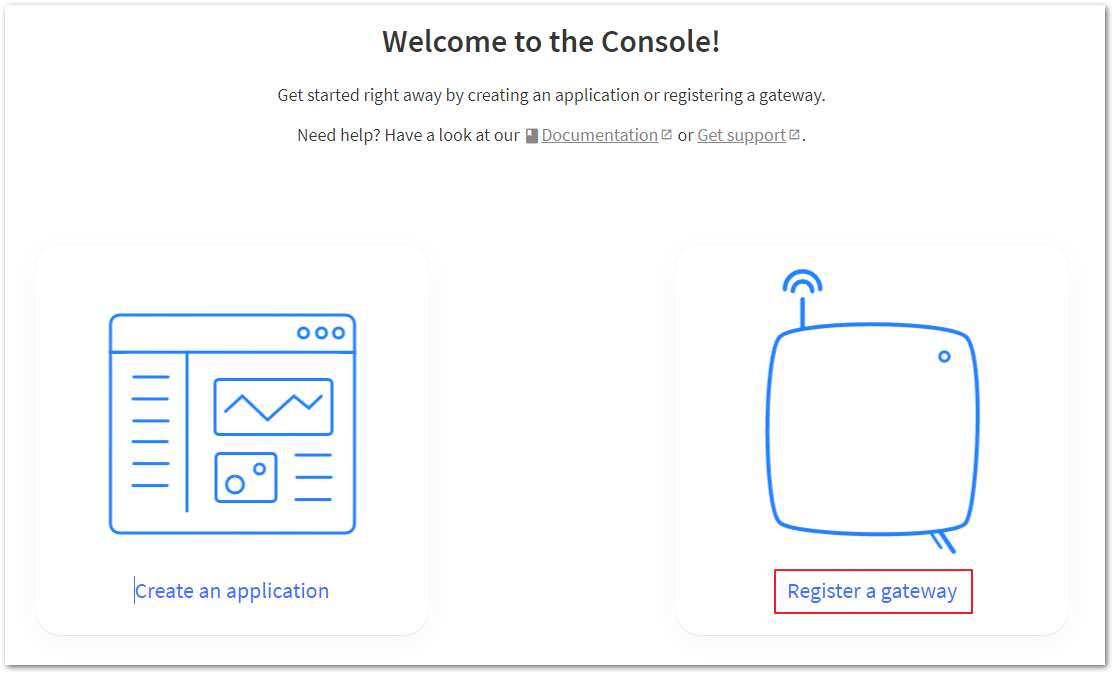 Welcome to the Console!
Get started right away by creating an application or registering a gateway.
Need help? Have a look at our Documentation or Get support.
Create an application
Register a gateway